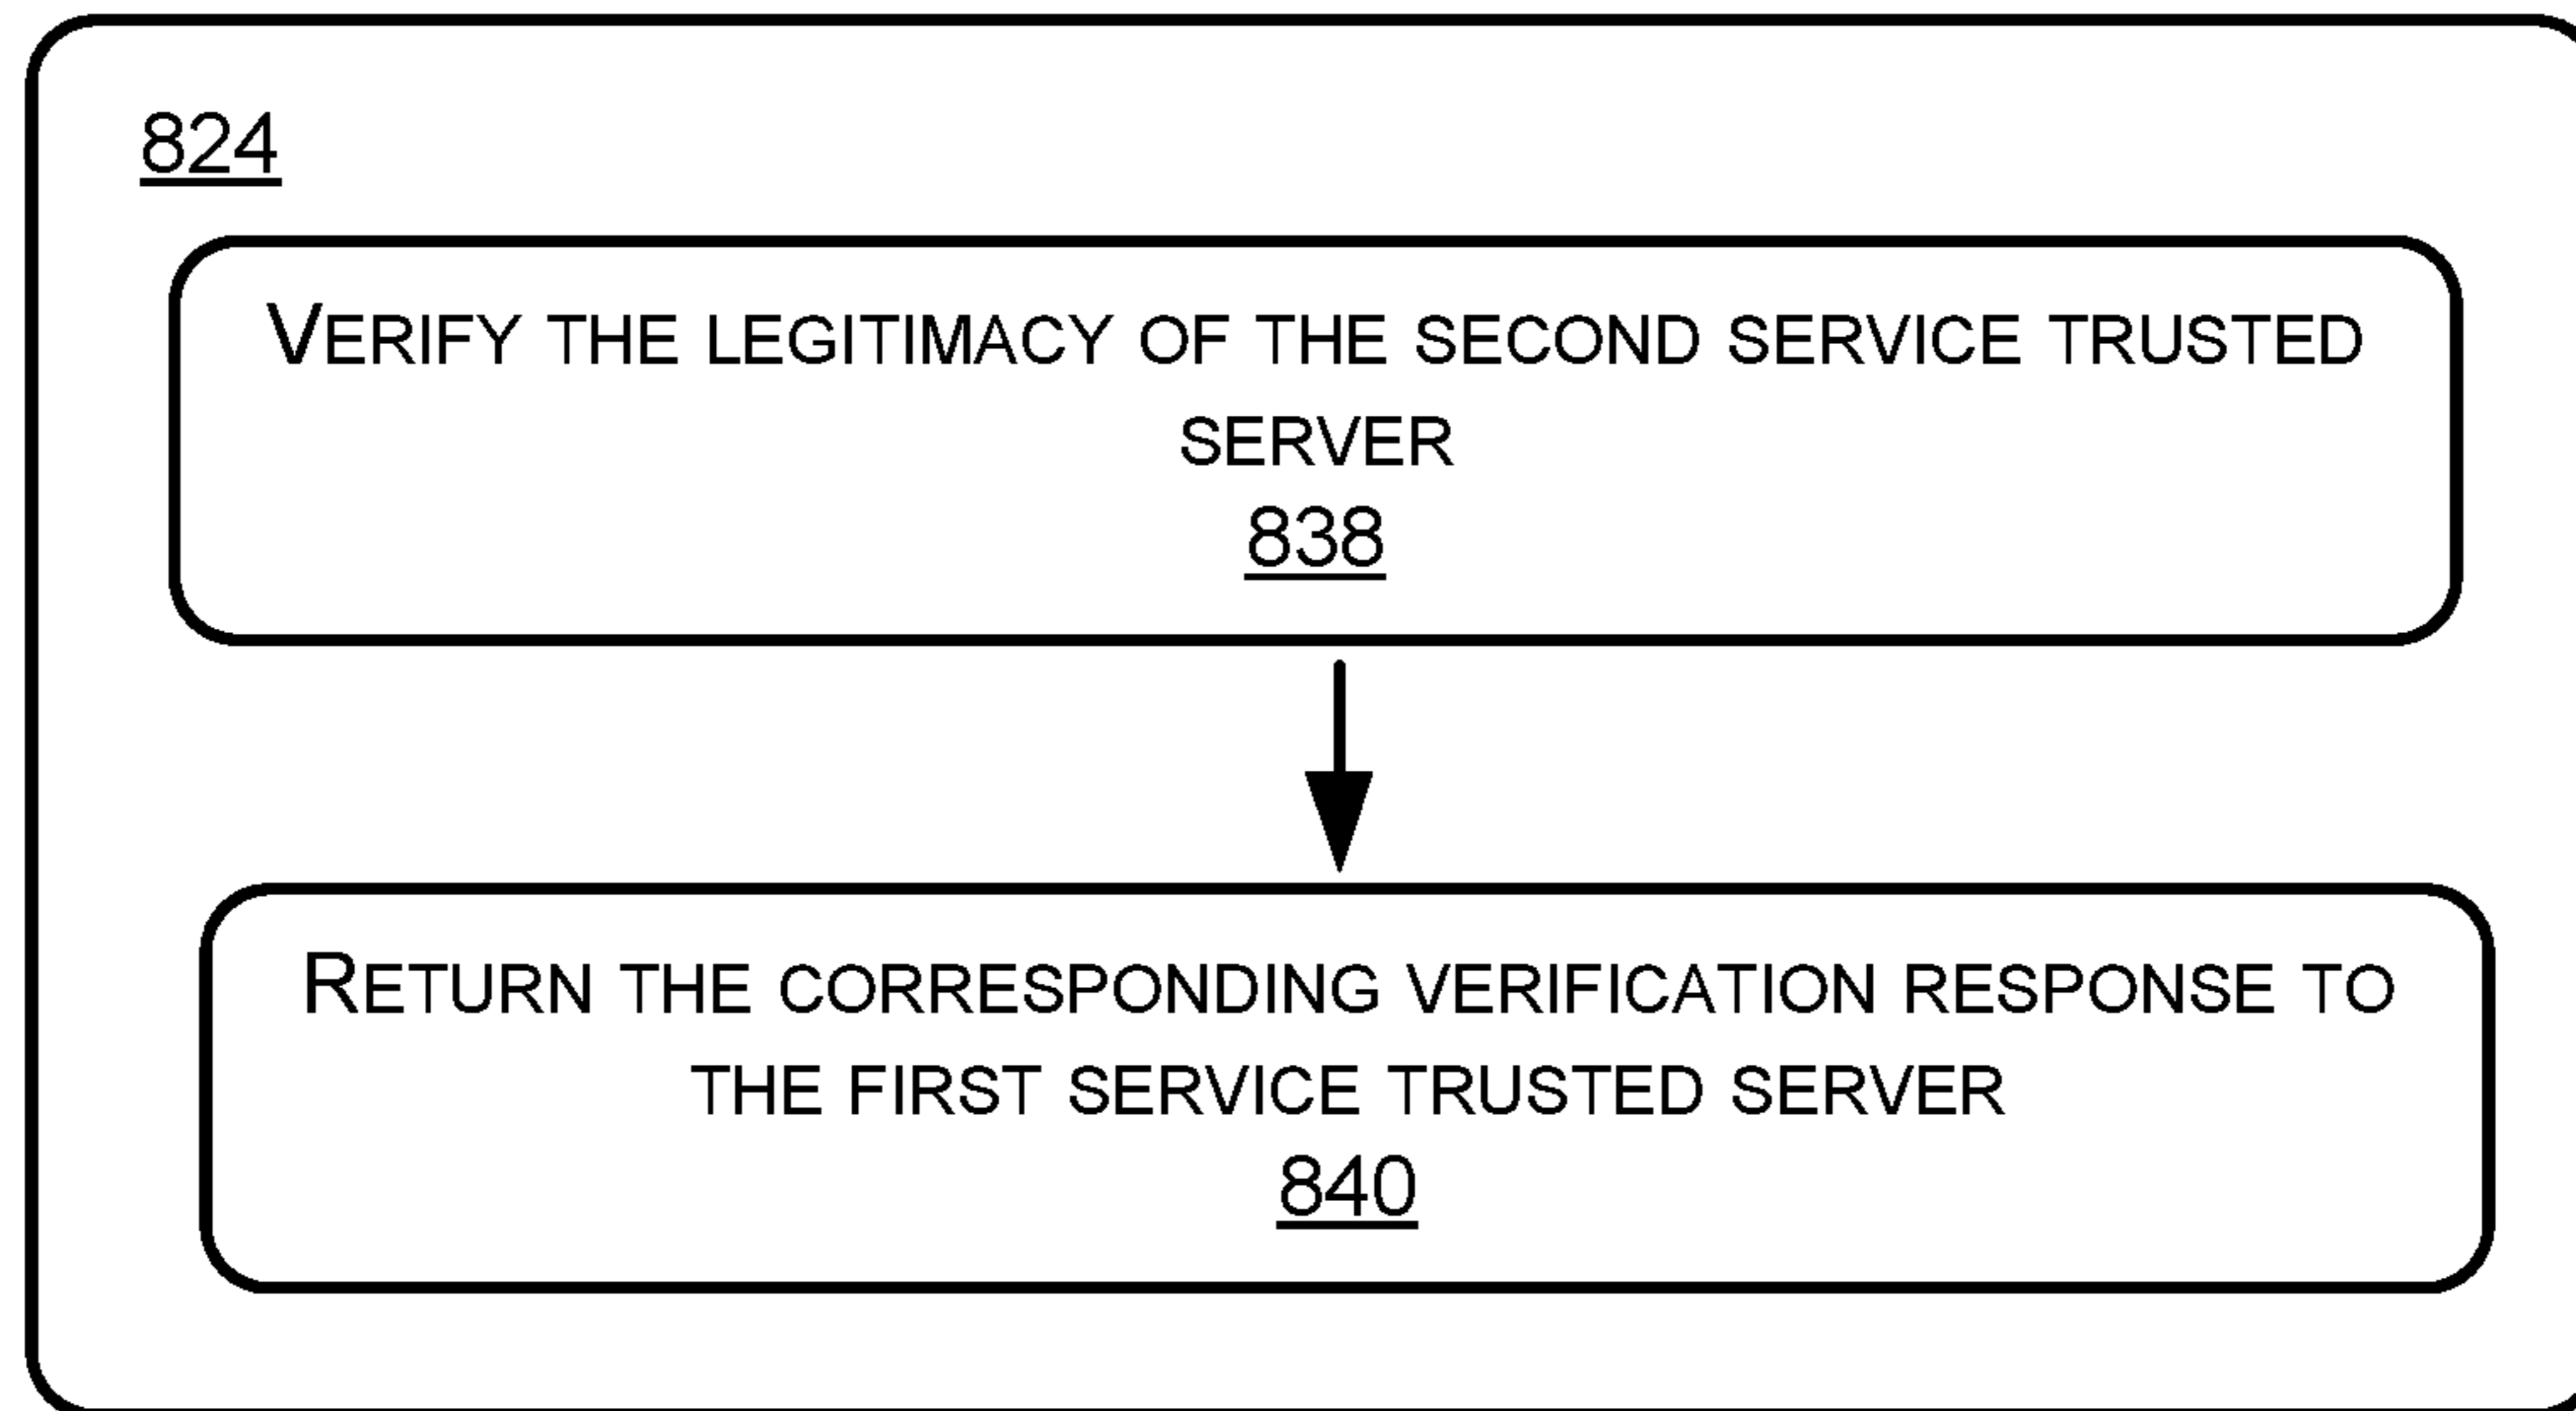 824
VERIFY THE LEGITIMACY OF THE SECOND SERVICE TRUSTED
SERVER
838
RETURN THE CORRESPONDING VERIFICATION RESPONSE TO
THE FIRST SERVICE TRUSTED SERVER
840